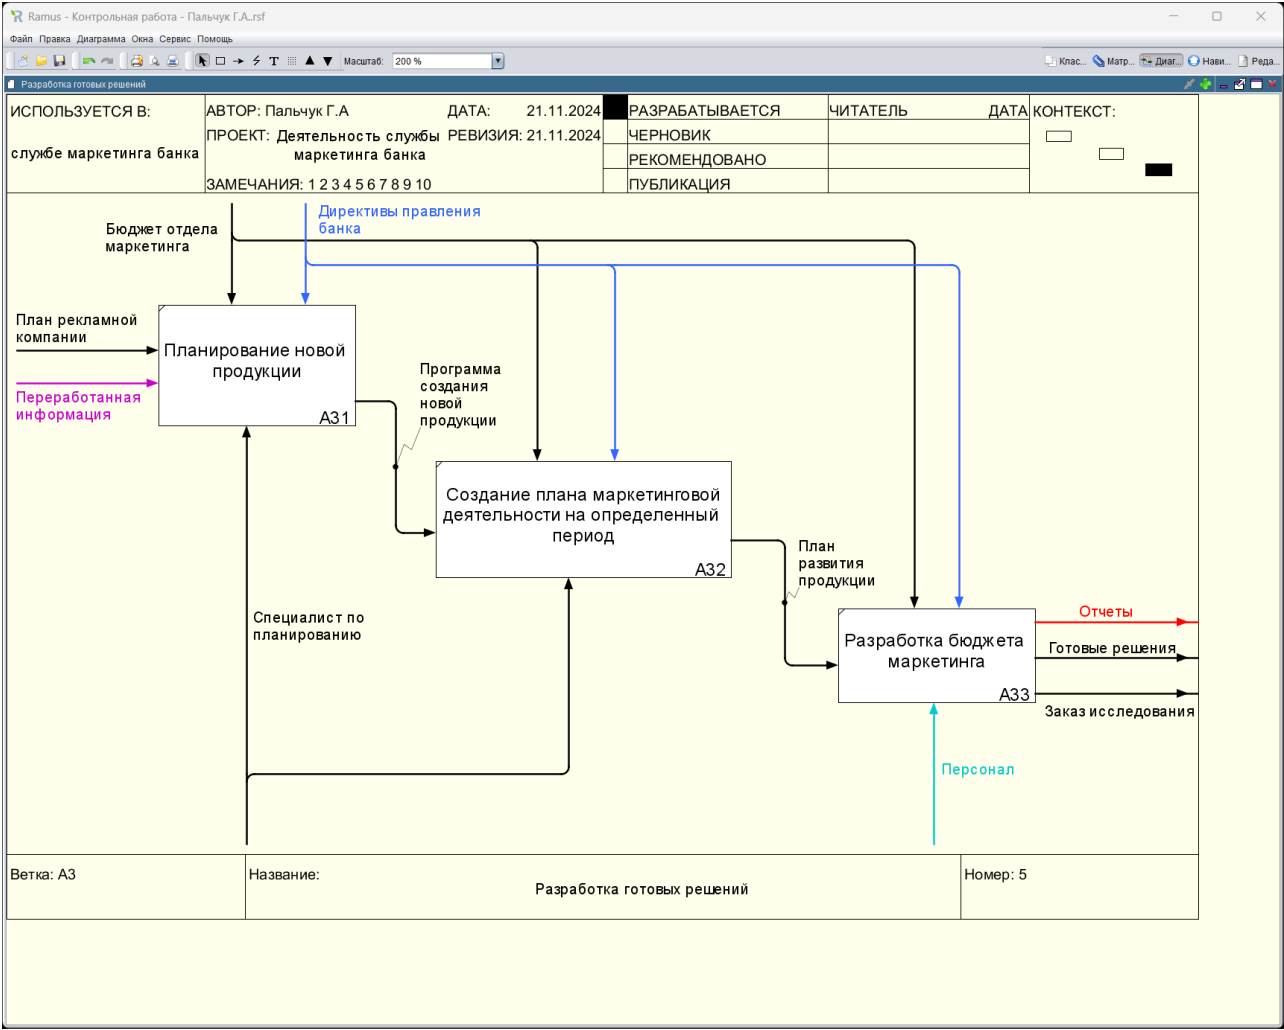 Ramus - Контрольная работа - Пальчук Г.А..rsf
Файл Правка Диаграмма Окна Сервис Помощь
Масштаб: 200 %
Клас... Матр... Диаг... Нави... Реда...
Разработка готовых решений
ИСПОЛЬЗУЕТСЯ В:
службе маркетинга банка
АВТОР: Пальчук Г.А
ДАТА: 21.11.2024
ПРОЕКТ: Деятельность службы
маркетинга банка
РЕВИЗИЯ: 21.11.2024
ЗАМЕЧАНИЯ: 1 2 3 4 5 6 7 8 9 10
РАЗРАБАТЫВАЕТСЯ
ЧЕРНОВИК
РЕКОМЕНДОВАНО
ПУБЛИКАЦИЯ
ЧИТАТЕЛЬ
ДАТА
КОНТЕКСТ:
Директивы правления
банка
Бюджет отдела
маркетинга
План рекламной
компании
Переработанная
информация
Планирование новой
продукции
A31
Программа
создания
новой
продукции
Создание плана маркетинговой
деятельности на определенный
период
A32
План
развития
продукции
Специалист по
планированию
Разработка бюджета
маркетинга
A33
Отчеты
Готовые решения
Заказ исследования
Персонал
Ветка: A3
Название:
Разработка готовых решений
Номер: 5